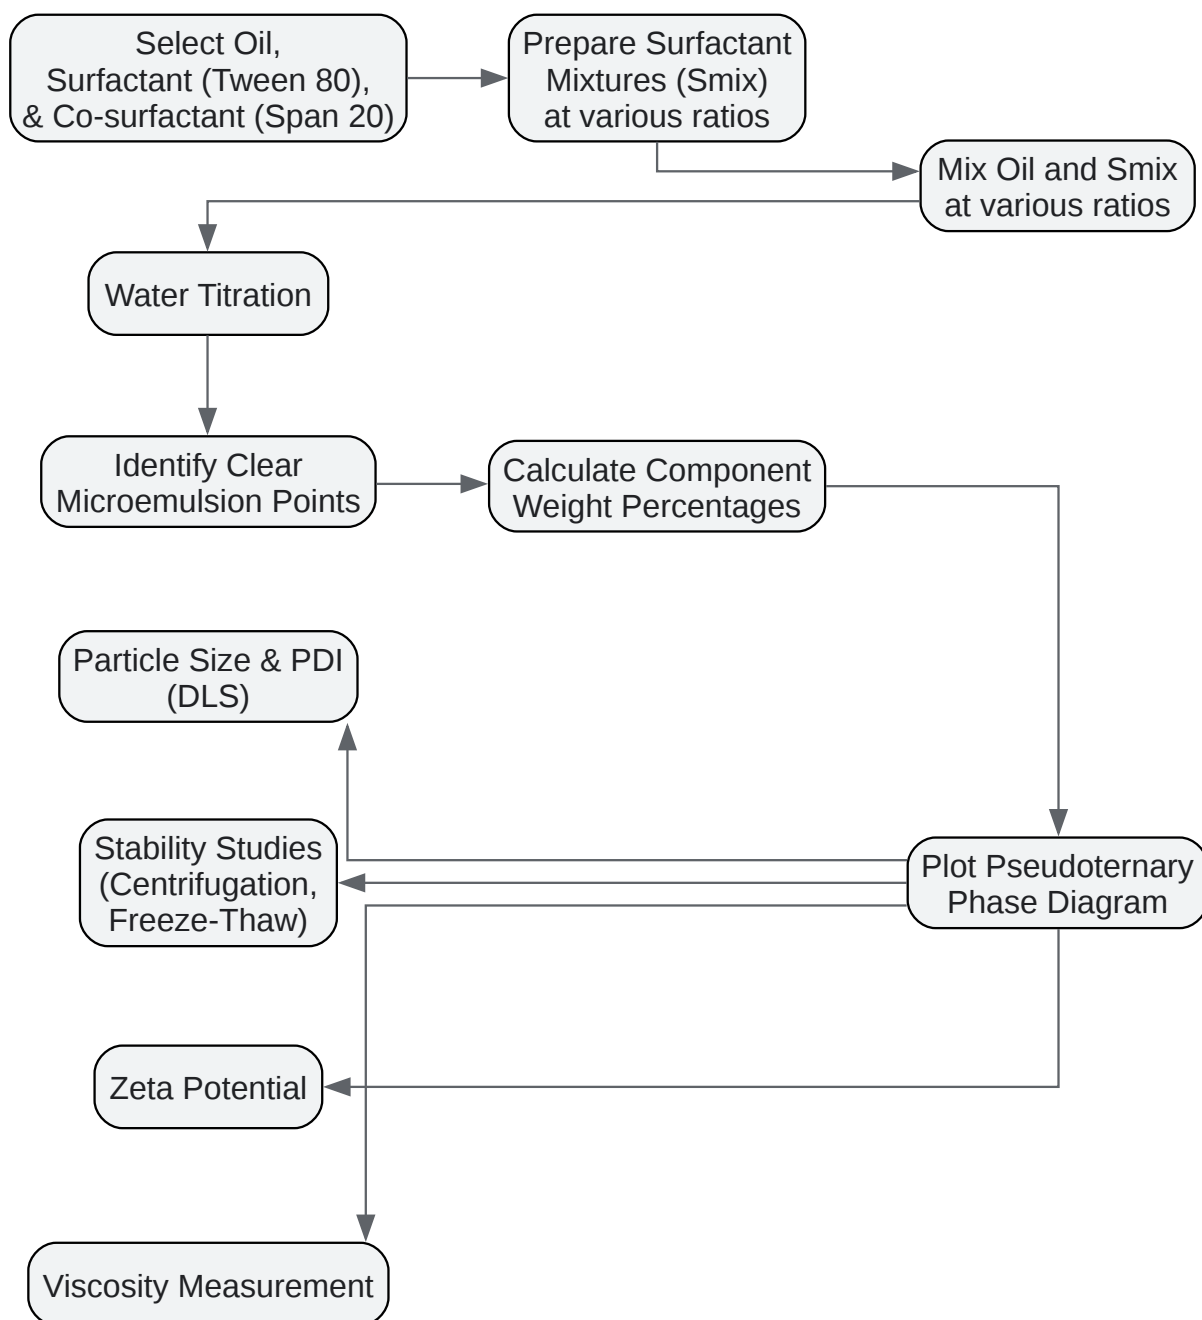 Select Oil,
Surfactant (Tween 80),
& Co-surfactant (Span 20)
Prepare Surfactant
Mixtures (Smix)
at various ratios
Mix Oil and Smix
at various ratios
Water Titration
Identify Clear
Microemulsion Points
Calculate Component
Weight Percentages
Particle Size & PDI
(DLS)
Stability Studies
(Centrifugation,
Freeze-Thaw)
Plot Pseudoternary
Phase Diagram
Zeta Potential
Viscosity Measurement